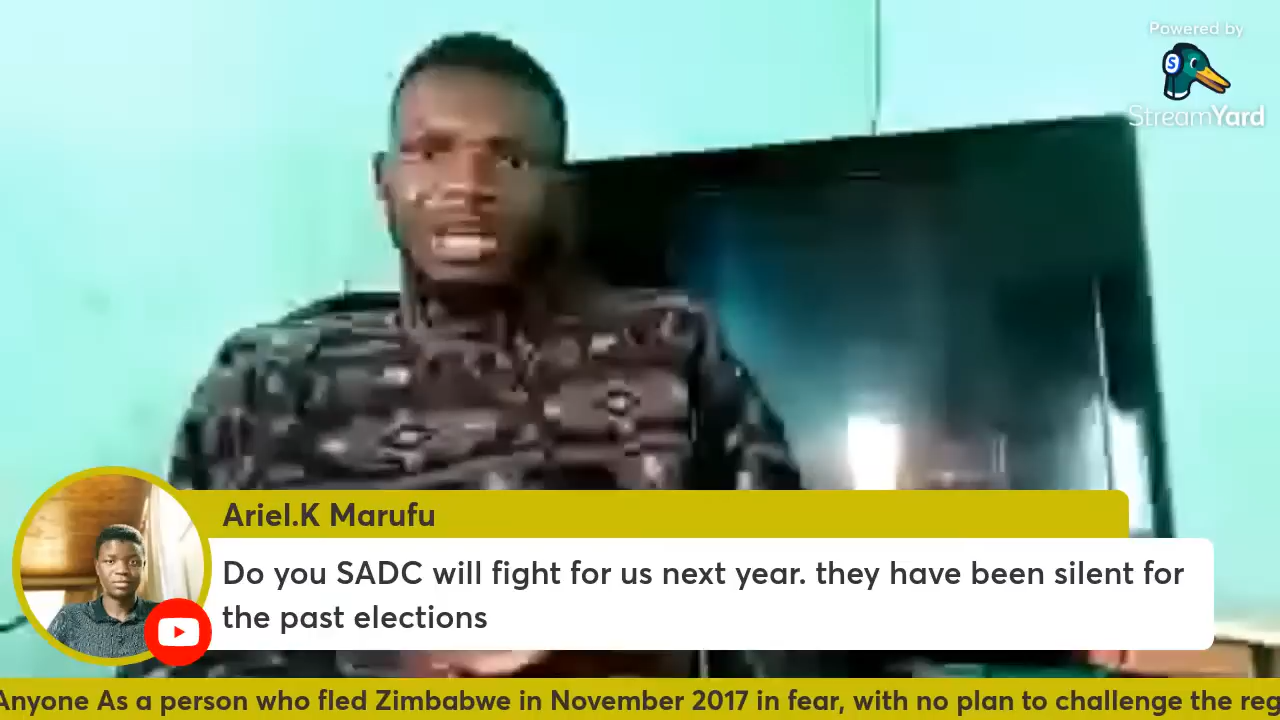 Powered by
StreamYard
Ariel.K Marufu
Do you SADC will fight for us next year. they have been silent for
the past elections
Anyone As a person who fled Zimbabwe in November 2017 in fear, with no plan to challenge the reg